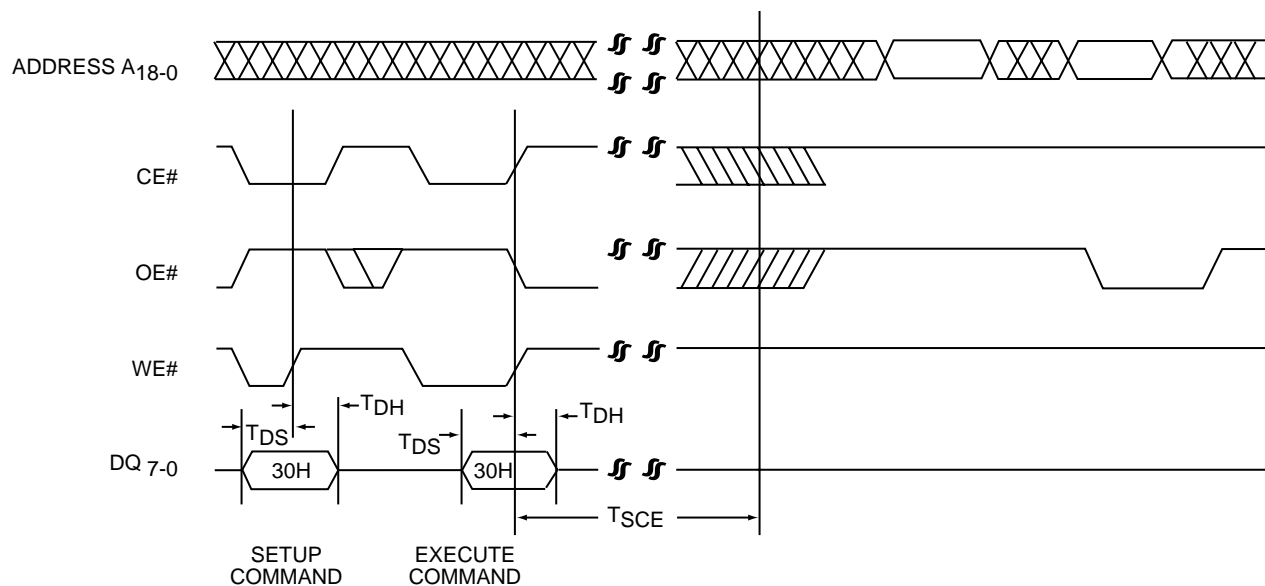 ADDRESS A18-0
CE#
OE#
WE#
TDH
TDS
TDH
TDS
DQ 7-0
30H
30H
TSCE
SETUP
COMMAND
EXECUTE
COMMAND